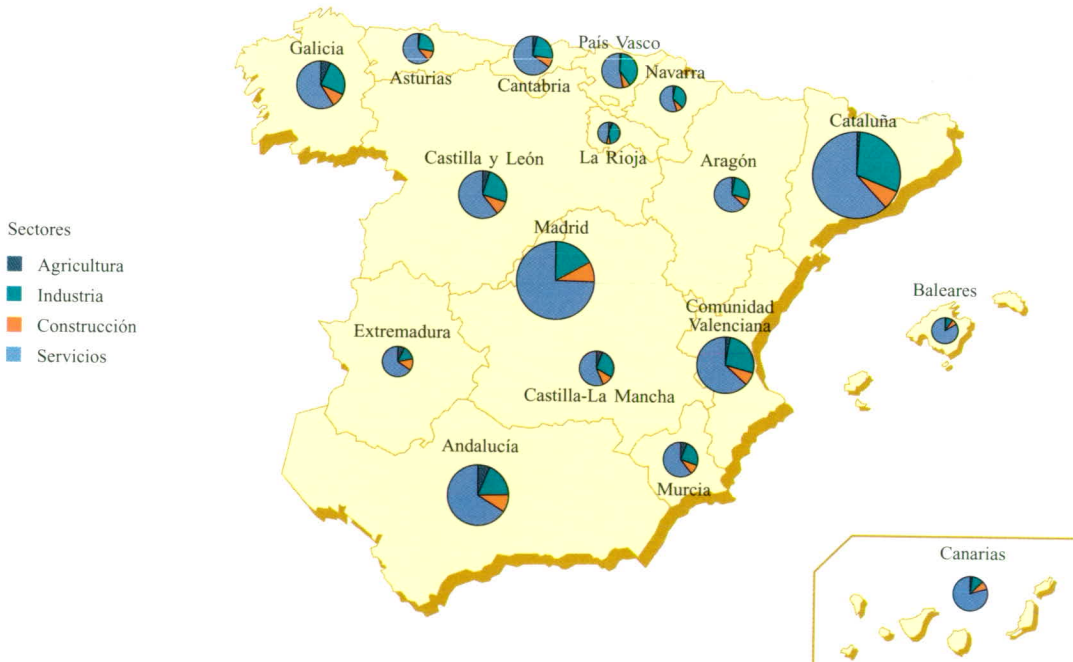 Galicia
Asturias
Cantabria
País Vasco
Navarra
La Rioja
Cataluña
Castilla y León
Aragón
Madrid
Sectores
Agricultura
Industria
Construcción
Servicios
Extremadura
Castilla-La Mancha
Comunidad
Valenciana
Baleares
Andalucía
Murcia
Canarias